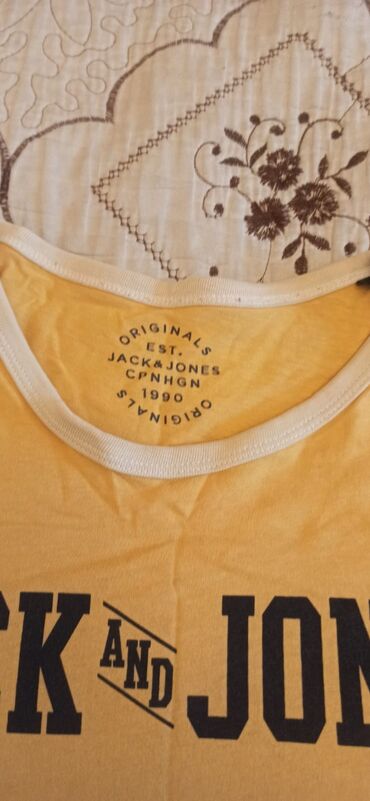 ORIGINALS
EST.
JACK&JONES
CPNHGN
1990
ORIGINALS
CK AND JON